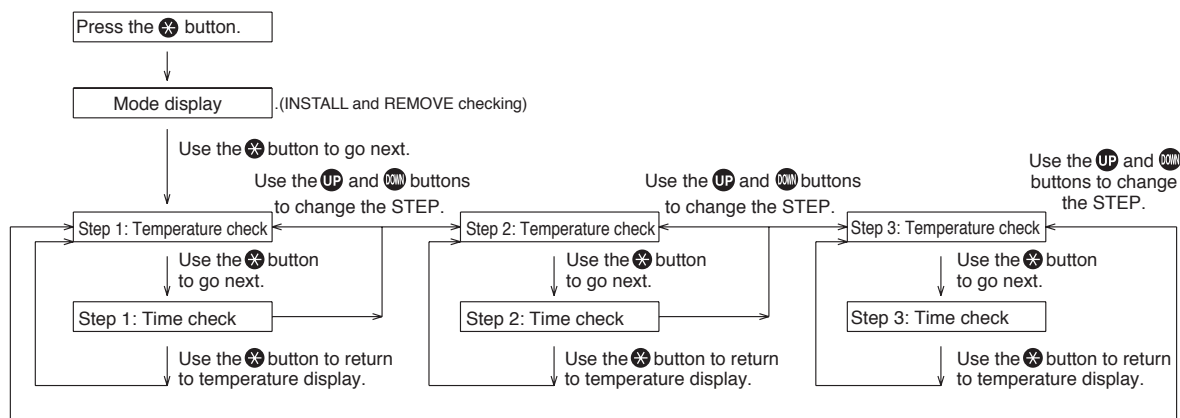 Press the ⊛ button.
Mode display
.(INSTALL and REMOVE checking)
Use the ⊛ button to go next.
Use the UP and DOWN buttons
to change the STEP.
Use the UP and DOWN buttons
to change the STEP.
Use the UP and DOWN
buttons to change
the STEP.
Step 1: Temperature check
Step 2: Temperature check
Step 3: Temperature check
Use the ⊛ button
to go next.
Use the ⊛ button
to go next.
Use the ⊛ button
to go next.
Step 1: Time check
Step 2: Time check
Step 3: Time check
Use the ⊛ button to return
to temperature display.
Use the ⊛ button to return
to temperature display.
Use the ⊛ button to return
to temperature display.